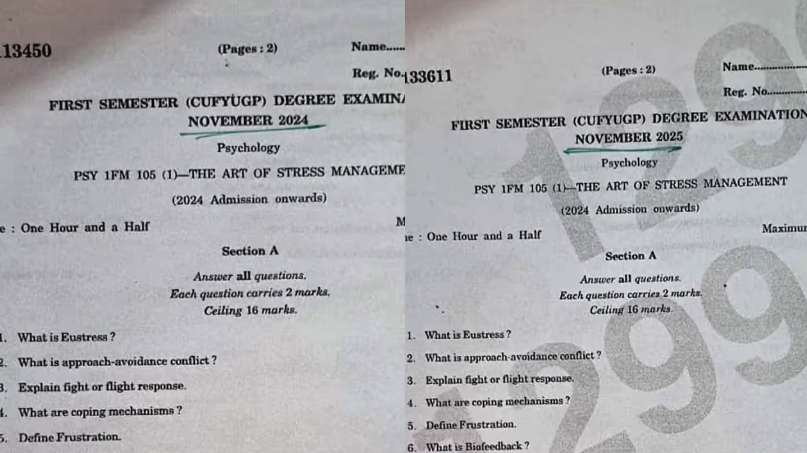 13450
(Pages : 2)
Name......
Reg. No.
FIRST SEMESTER (CUFYUGP) DEGREE EXAMINA
NOVEMBER 2024
Psychology
PSY 1FM 105 (1)—THE ART OF STRESS MANAGEME
(2024 Admission onwards)
e : One Hour and a Half
M
Section A
Answer all questions.
Each question carries 2 marks.
Ceiling 16 marks.
1. What is Eustress ?
2. What is approach-avoidance conflict ?
3. Explain fight or flight response.
4. What are coping mechanisms ?
5. Define Frustration.
133611
(Pages : 2)
Name..................
Reg. No..............
FIRST SEMESTER (CUFYUGP) DEGREE EXAMINATION
NOVEMBER 2025
Psychology
PSY 1FM 105 (1)—THE ART OF STRESS MANAGEMENT
(2024 Admission onwards)
ne : One Hour and a Half
Maximum
Section A
Answer all questions.
Each question carries 2 marks.
Ceiling 16 marks.
1. What is Eustress ?
2. What is approach-avoidance conflict ?
3. Explain fight or flight response.
4. What are coping mechanisms ?
5. Define Frustration.
6. What is Biofeedback ?
129
1299